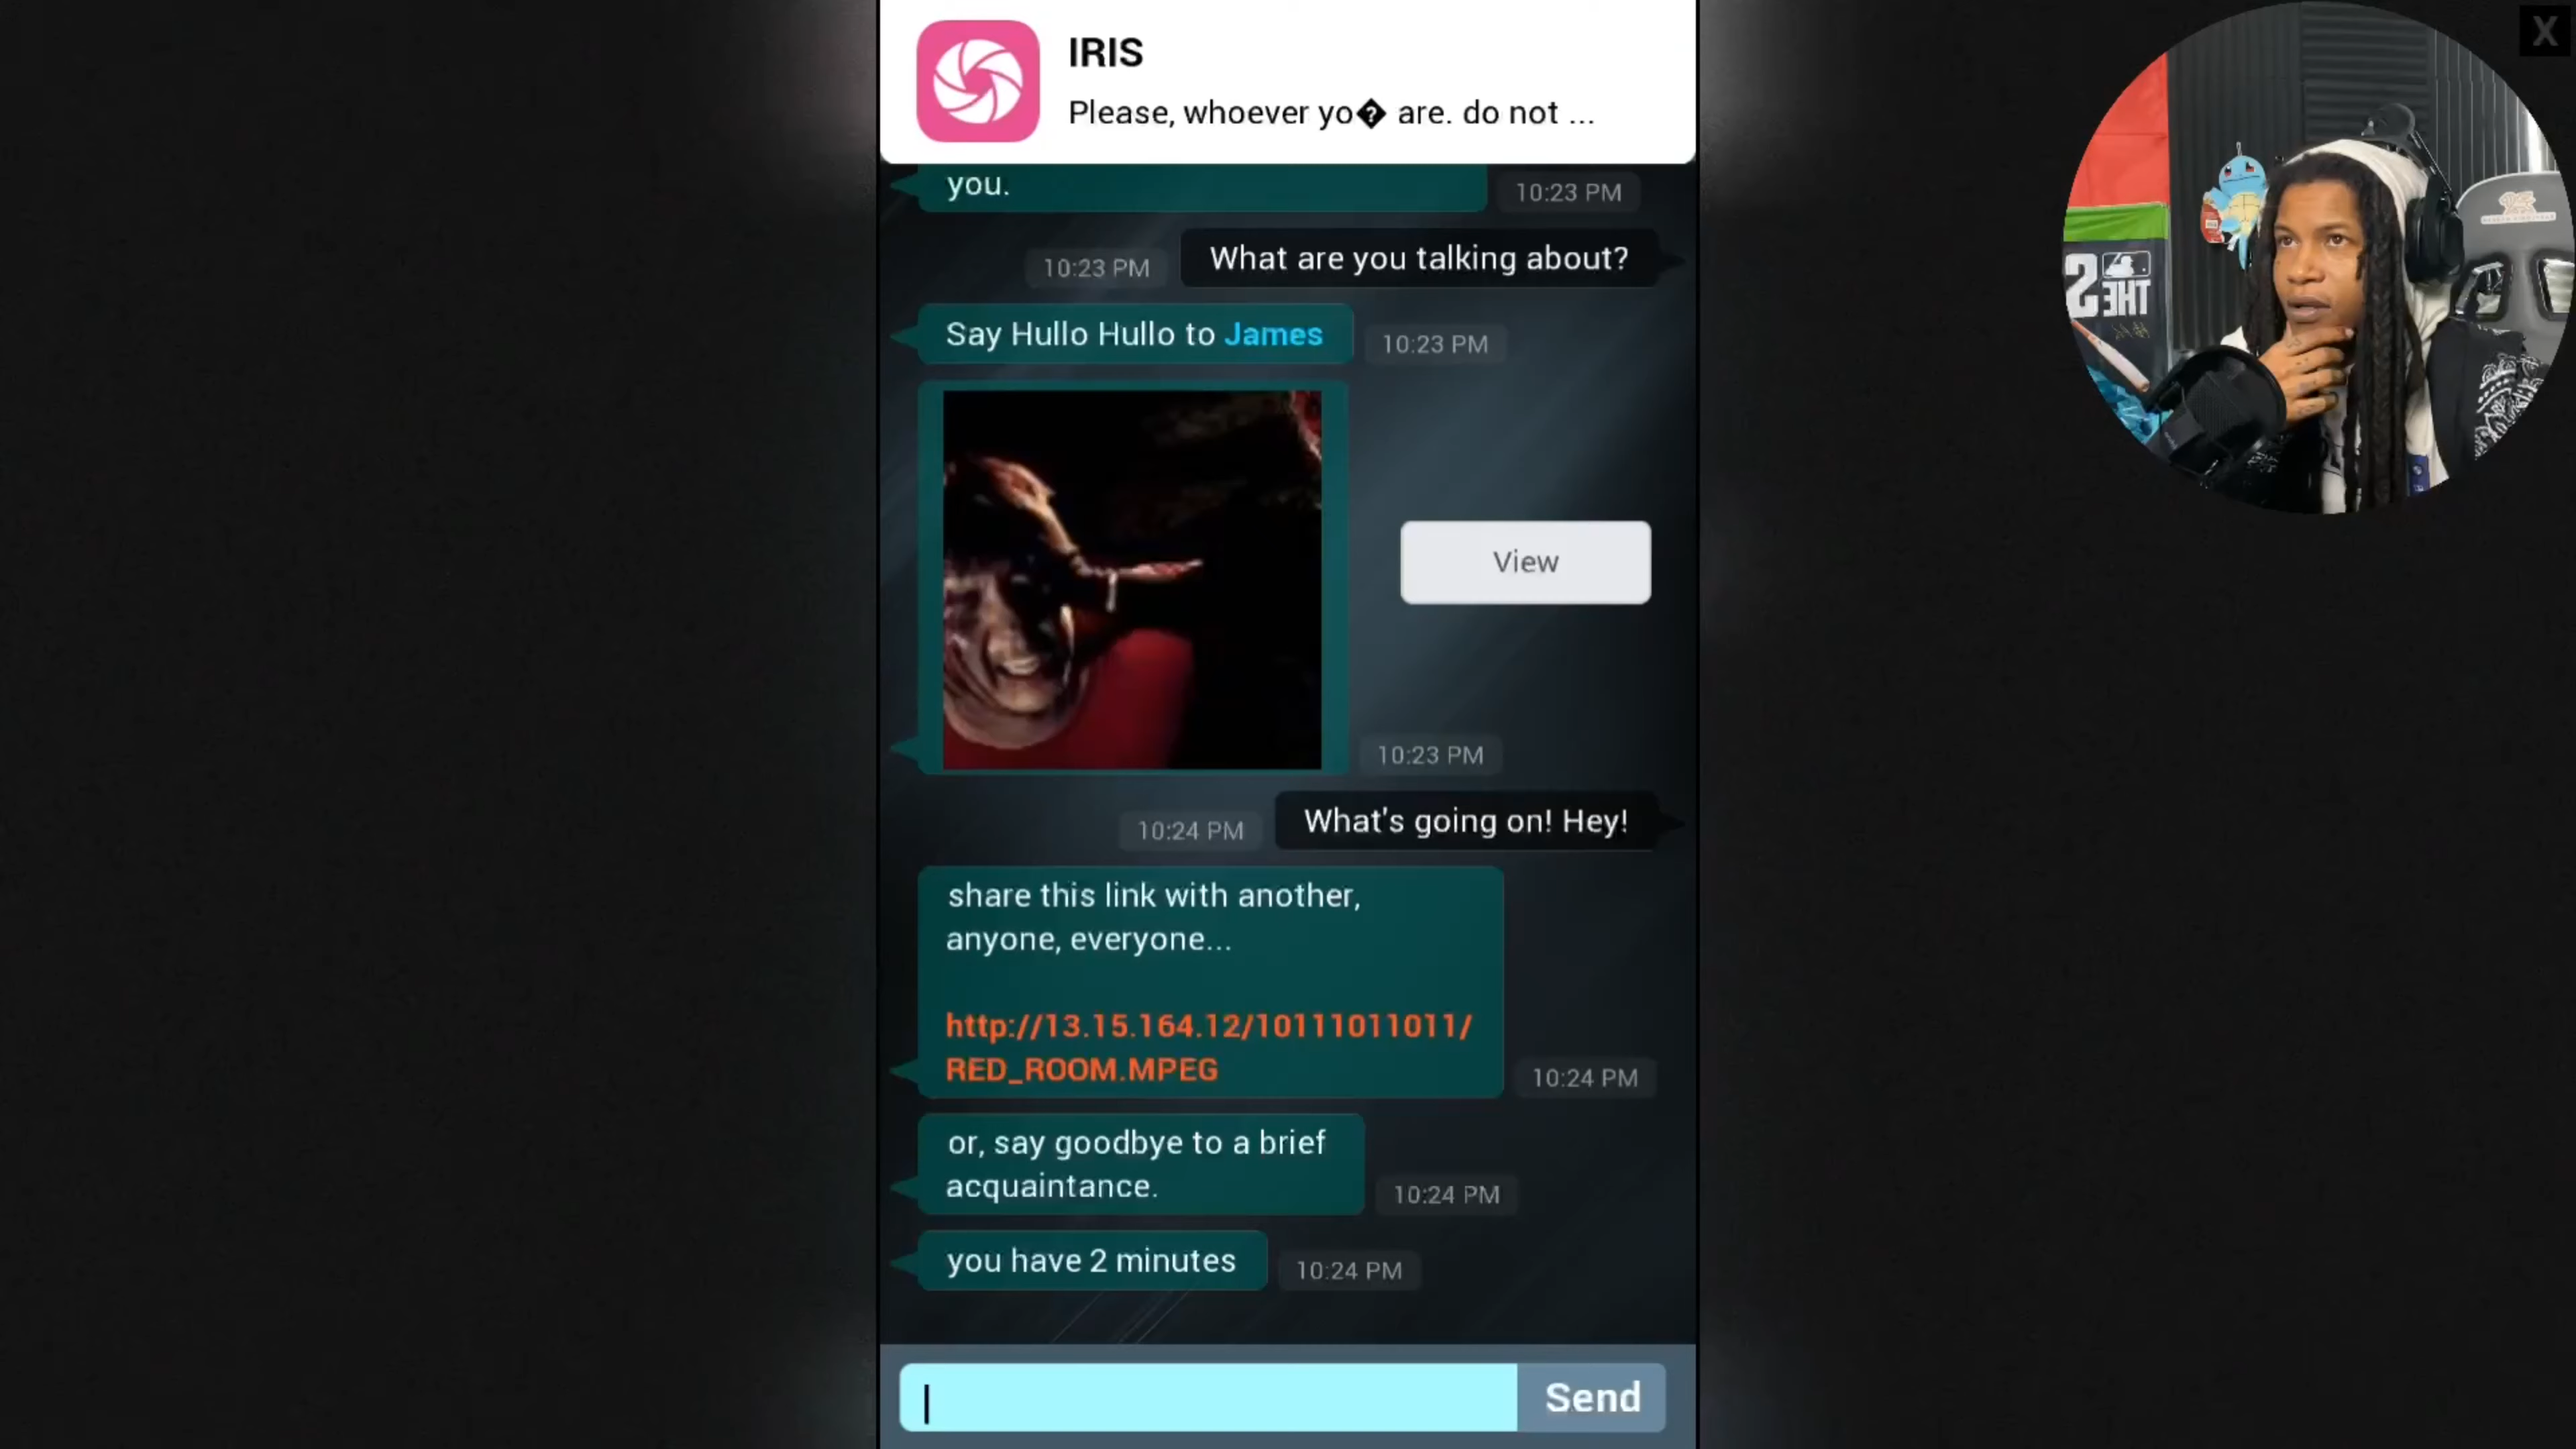 IRIS
Please, whoever yo� are. do not ...
you.
10:23 PM
What are you talking about?
10:23 PM
Say Hullo Hullo to James
10:23 PM
View
10:23 PM
What's going on! Hey!
10:24 PM
share this link with another,
anyone, everyone...
http://13.15.164.12/10111011011/
RED_ROOM.MPEG
10:24 PM
or, say goodbye to a brief
acquaintance.
10:24 PM
you have 2 minutes
10:24 PM
Send
X
THE